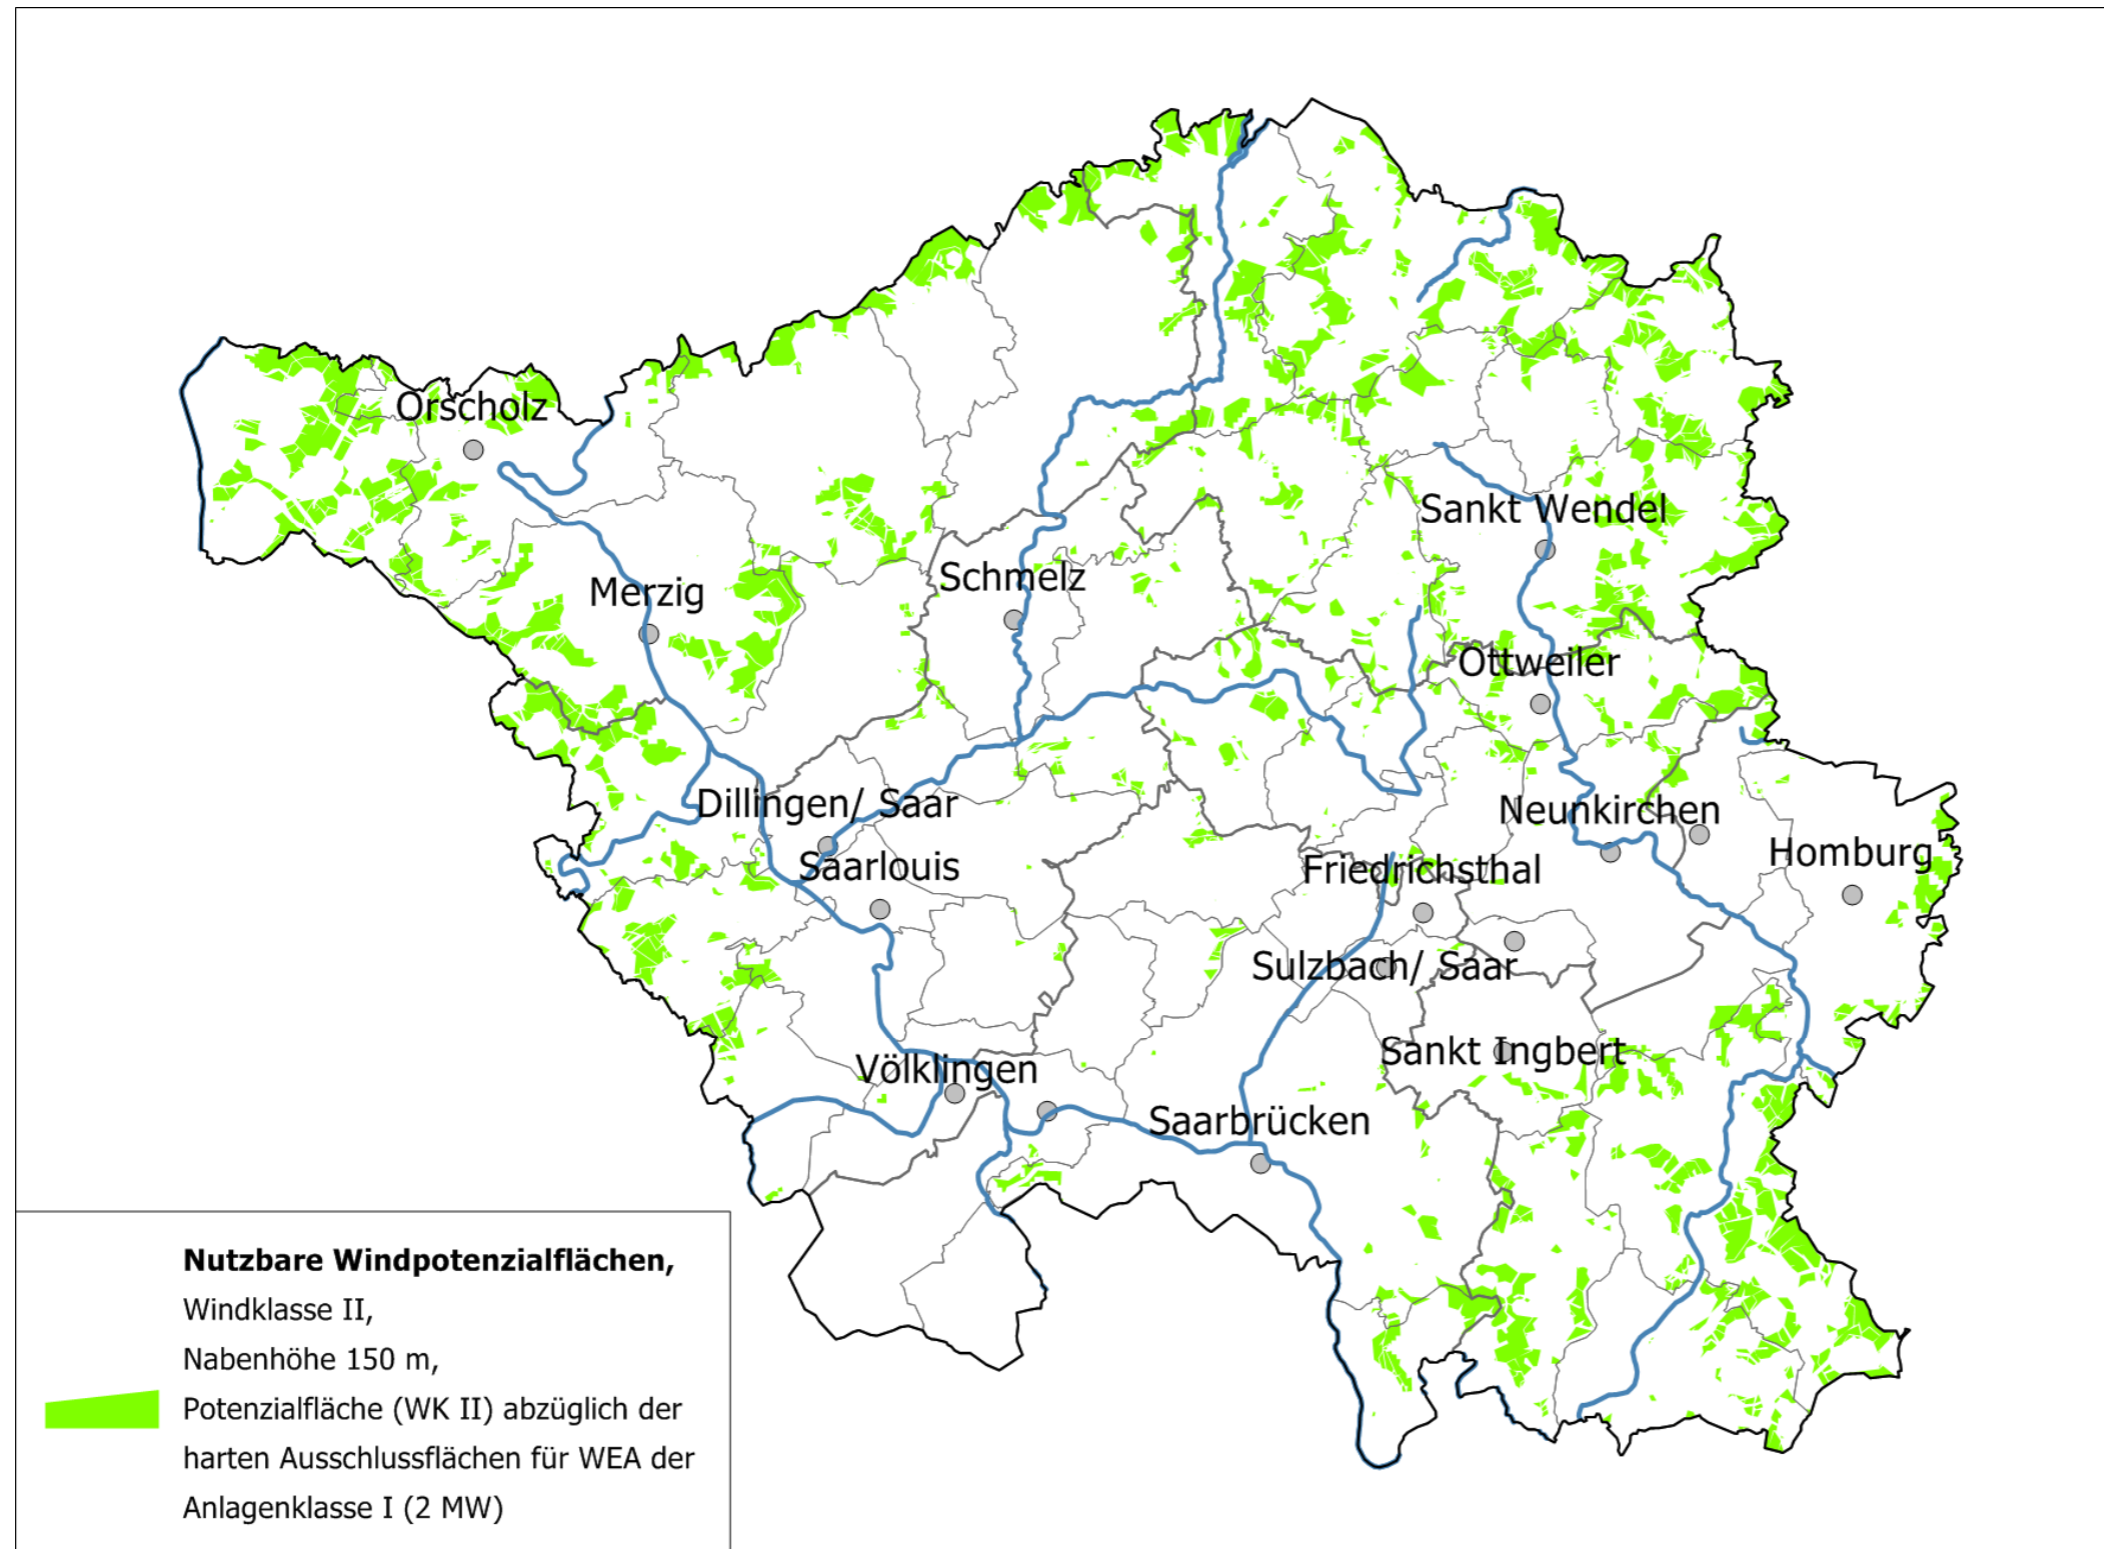 Orscholz
Sankt Wendel
Schmelz
Merzig
Ottweiler
Dillingen/ Saar
Neunkirchen
Homburg
Saarlouis
Friedrichsthal
Sulzbach/ Saar
Sankt Ingbert
Völklingen
Saarbrücken
Nutzbare Windpotenzialflächen,
Windklasse II,
Nabenhöhe 150 m,
Potenzialfläche (WK II) abzüglich der
harten Ausschlussflächen für WEA der
Anlagenklasse I (2 MW)